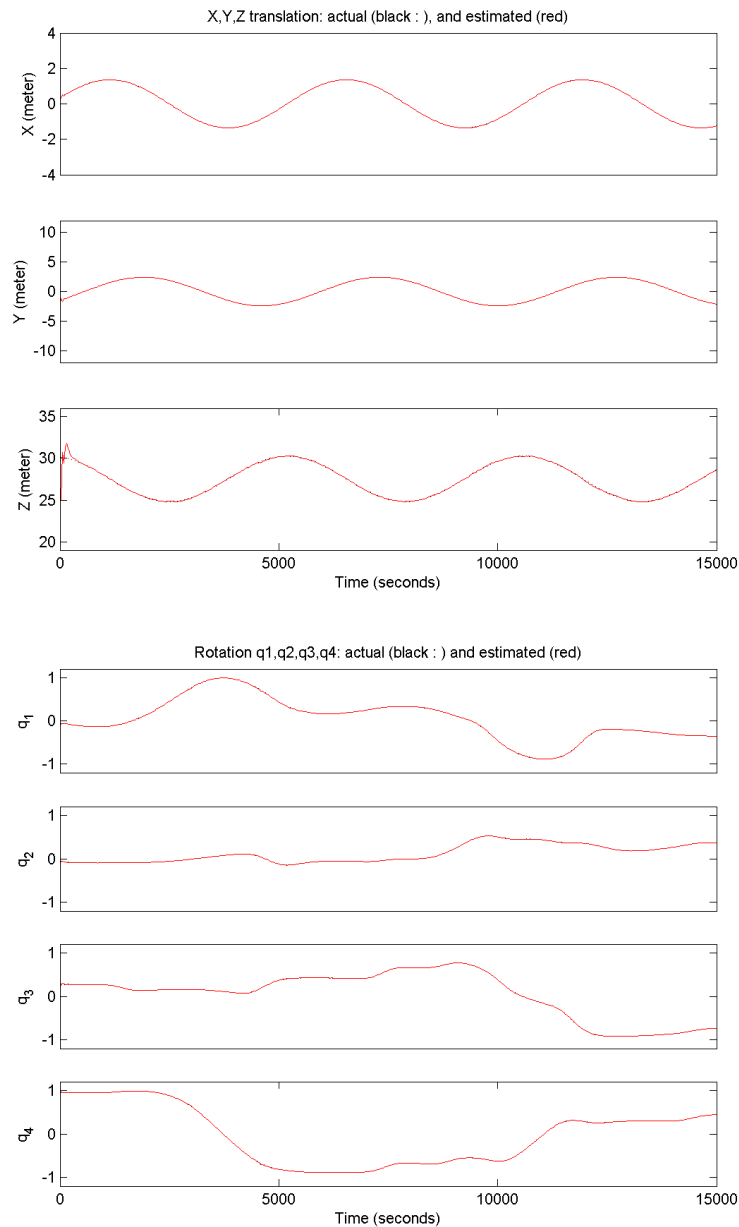 X,Y,Z translation: actual (black : ), and estimated (red)
4
2
0
-2
-4
X (meter)
10
5
0
-5
-10
Y (meter)
35
30
25
20
Z (meter)
0 5000 10000 15000
Time (seconds)
Rotation q1,q2,q3,q4: actual (black : ) and estimated (red)
1
0
-1
q1
1
0
-1
q2
1
0
-1
q3
1
0
-1
q4
0 5000 10000 15000
Time (seconds)